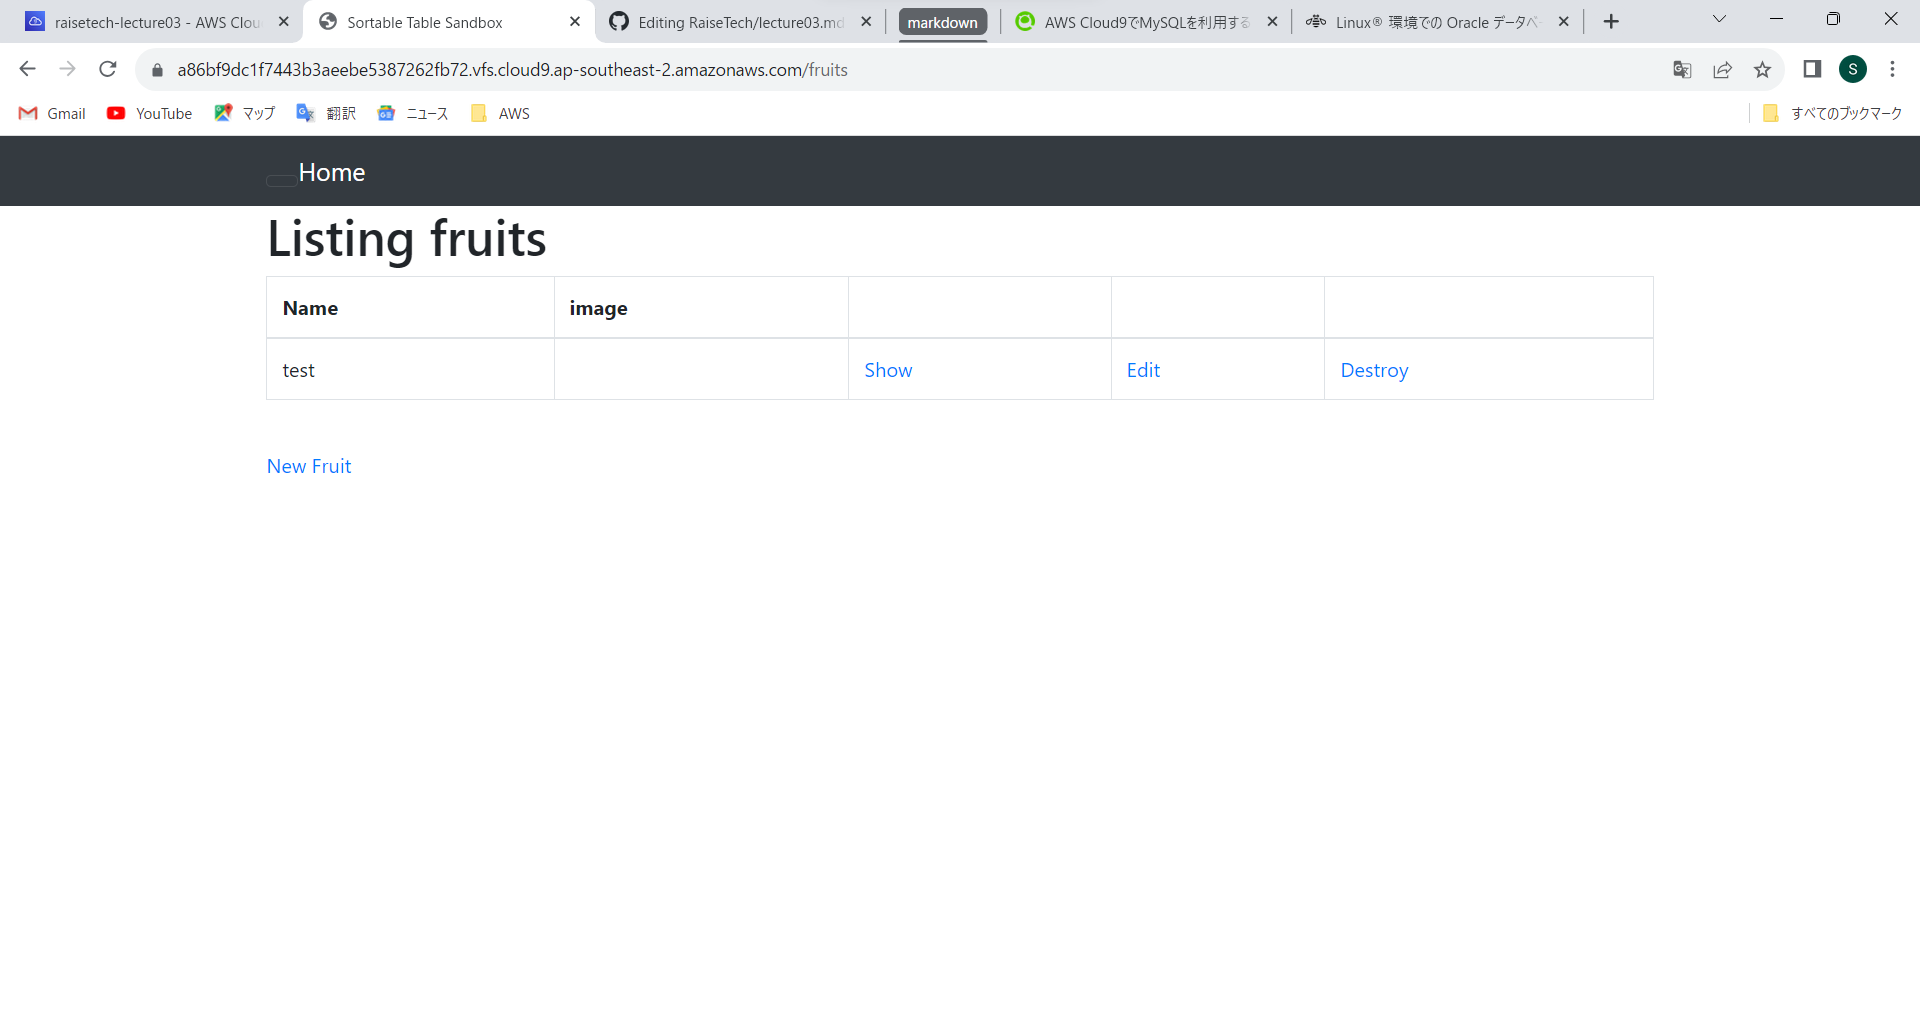 raisetech-lecture03 - AWS Clou
Sortable Table Sandbox
Editing RaiseTech/lecture03.md
markdown
AWS Cloud9でMySQLを利用する
Linux® 環境での Oracle データベ
a86bf9dc1f7443b3aeebe5387262fb72.vfs.cloud9.ap-southeast-2.amazonaws.com/fruits
S
Gmail
YouTube
マップ
翻訳
ニュース
AWS
すべてのブックマーク
Home
Listing fruits
Name image
test Show Edit Destroy
New Fruit